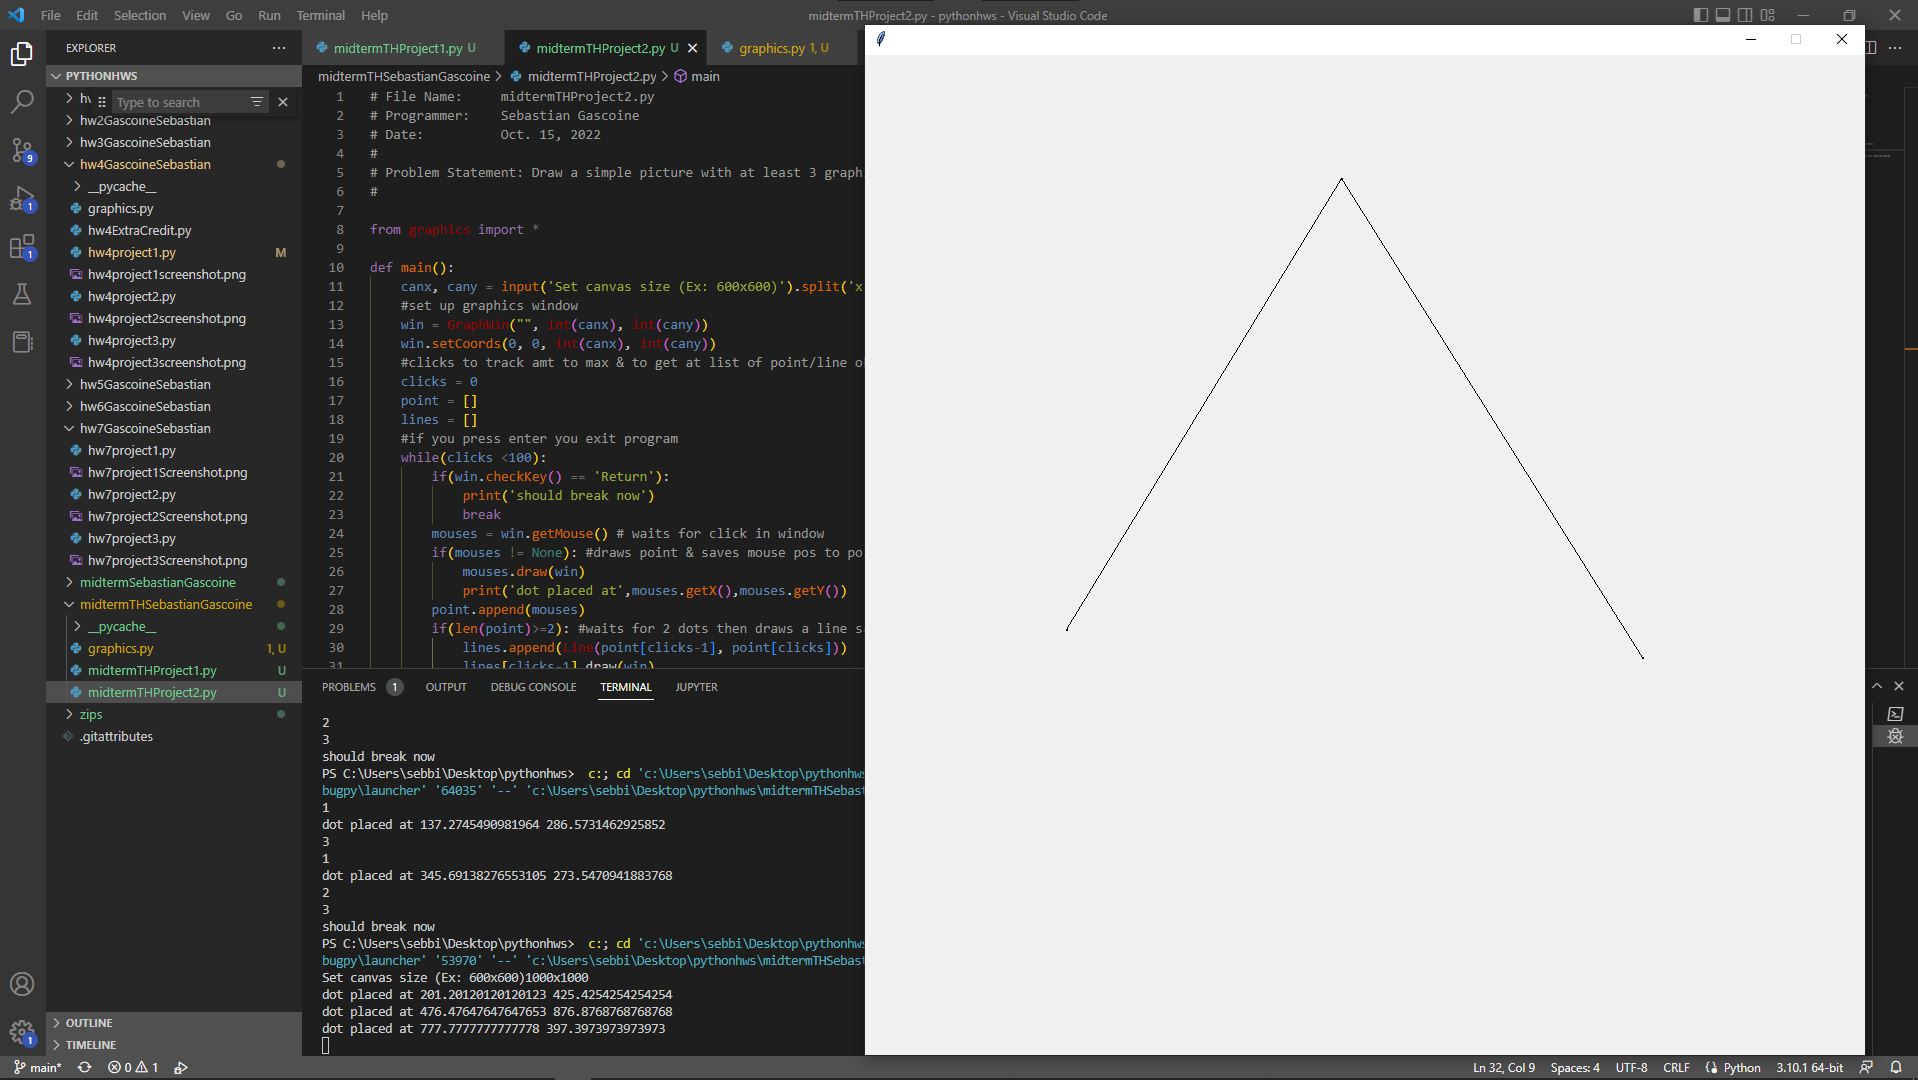 File Edit Selection View Go Run Terminal Help
midtermTHProject2.py - pythonhws - Visual Studio Code
EXPLORER
PYTHONHWS
Type to search
hw2GascoineSebastian
hw3GascoineSebastian
hw4GascoineSebastian
__pycache__
graphics.py
hw4ExtraCredit.py
hw4project1.py M
hw4project1screenshot.png
hw4project2.py
hw4project2screenshot.png
hw4project3.py
hw4project3screenshot.png
hw5GascoineSebastian
hw6GascoineSebastian
hw7GascoineSebastian
hw7project1.py
hw7project1Screenshot.png
hw7project2.py
hw7project2Screenshot.png
hw7project3.py
hw7project3Screenshot.png
midtermSebastianGascoine
midtermTHSebastianGascoine
__pycache__
graphics.py 1, U
midtermTHProject1.py U
midtermTHProject2.py U
zips
.gitattributes
OUTLINE
TIMELINE
9
1
1
1
midtermTHProject1.py U midtermTHProject2.py U graphics.py 1, U
midtermTHSebastianGascoine > midtermTHProject2.py > main
1 # File Name: midtermTHProject2.py
2 # Programmer: Sebastian Gascoine
3 # Date: Oct. 15, 2022
4 #
5 # Problem Statement: Draw a simple picture with at least 3 graphi
6 #
7
8 from graphics import *
9
10 def main():
11 canx, cany = input('Set canvas size (Ex: 600x600)').split('x
12 #set up graphics window
13 win = GraphWin("", int(canx), int(cany))
14 win.setCoords(0, 0, int(canx), int(cany))
15 #clicks to track amt to max & to get at list of point/line o
16 clicks = 0
17 point = []
18 lines = []
19 #if you press enter you exit program
20 while(clicks <100):
21 if(win.checkKey() == 'Return'):
22 print('should break now')
23 break
24 mouses = win.getMouse() # waits for click in window
25 if(mouses != None): #draws point & saves mouse pos to po
26 mouses.draw(win)
27 print('dot placed at',mouses.getX(),mouses.getY())
28 point.append(mouses)
29 if(len(point)>=2): #waits for 2 dots then draws a line s
30 lines.append(Line(point[clicks-1], point[clicks]))
31 lines[clicks-1].draw(win)
PROBLEMS 1 OUTPUT DEBUG CONSOLE TERMINAL JUPYTER
2
3
should break now
PS C:\Users\sebbi\Desktop\pythonhws> c:; cd 'c:\Users\sebbi\Desktop\pythonhws
bugpy\launcher' '64035' '--' 'c:\Users\sebbi\Desktop\pythonhws\midtermTHSebast
1
dot placed at 137.2745490981964 286.5731462925852
3
1
dot placed at 345.69138276553105 273.5470941883768
2
3
should break now
PS C:\Users\sebbi\Desktop\pythonhws> c:; cd 'c:\Users\sebbi\Desktop\pythonhws
bugpy\launcher' '53970' '--' 'c:\Users\sebbi\Desktop\pythonhws\midtermTHSebast
Set canvas size (Ex: 600x600)1000x1000
dot placed at 201.20120120120123 425.4254254254254
dot placed at 476.47647647647653 876.8768768768768
dot placed at 777.7777777777778 397.3973973973973
main* 0 1
Ln 32, Col 9 Spaces: 4 UTF-8 CRLF Python 3.10.1 64-bit